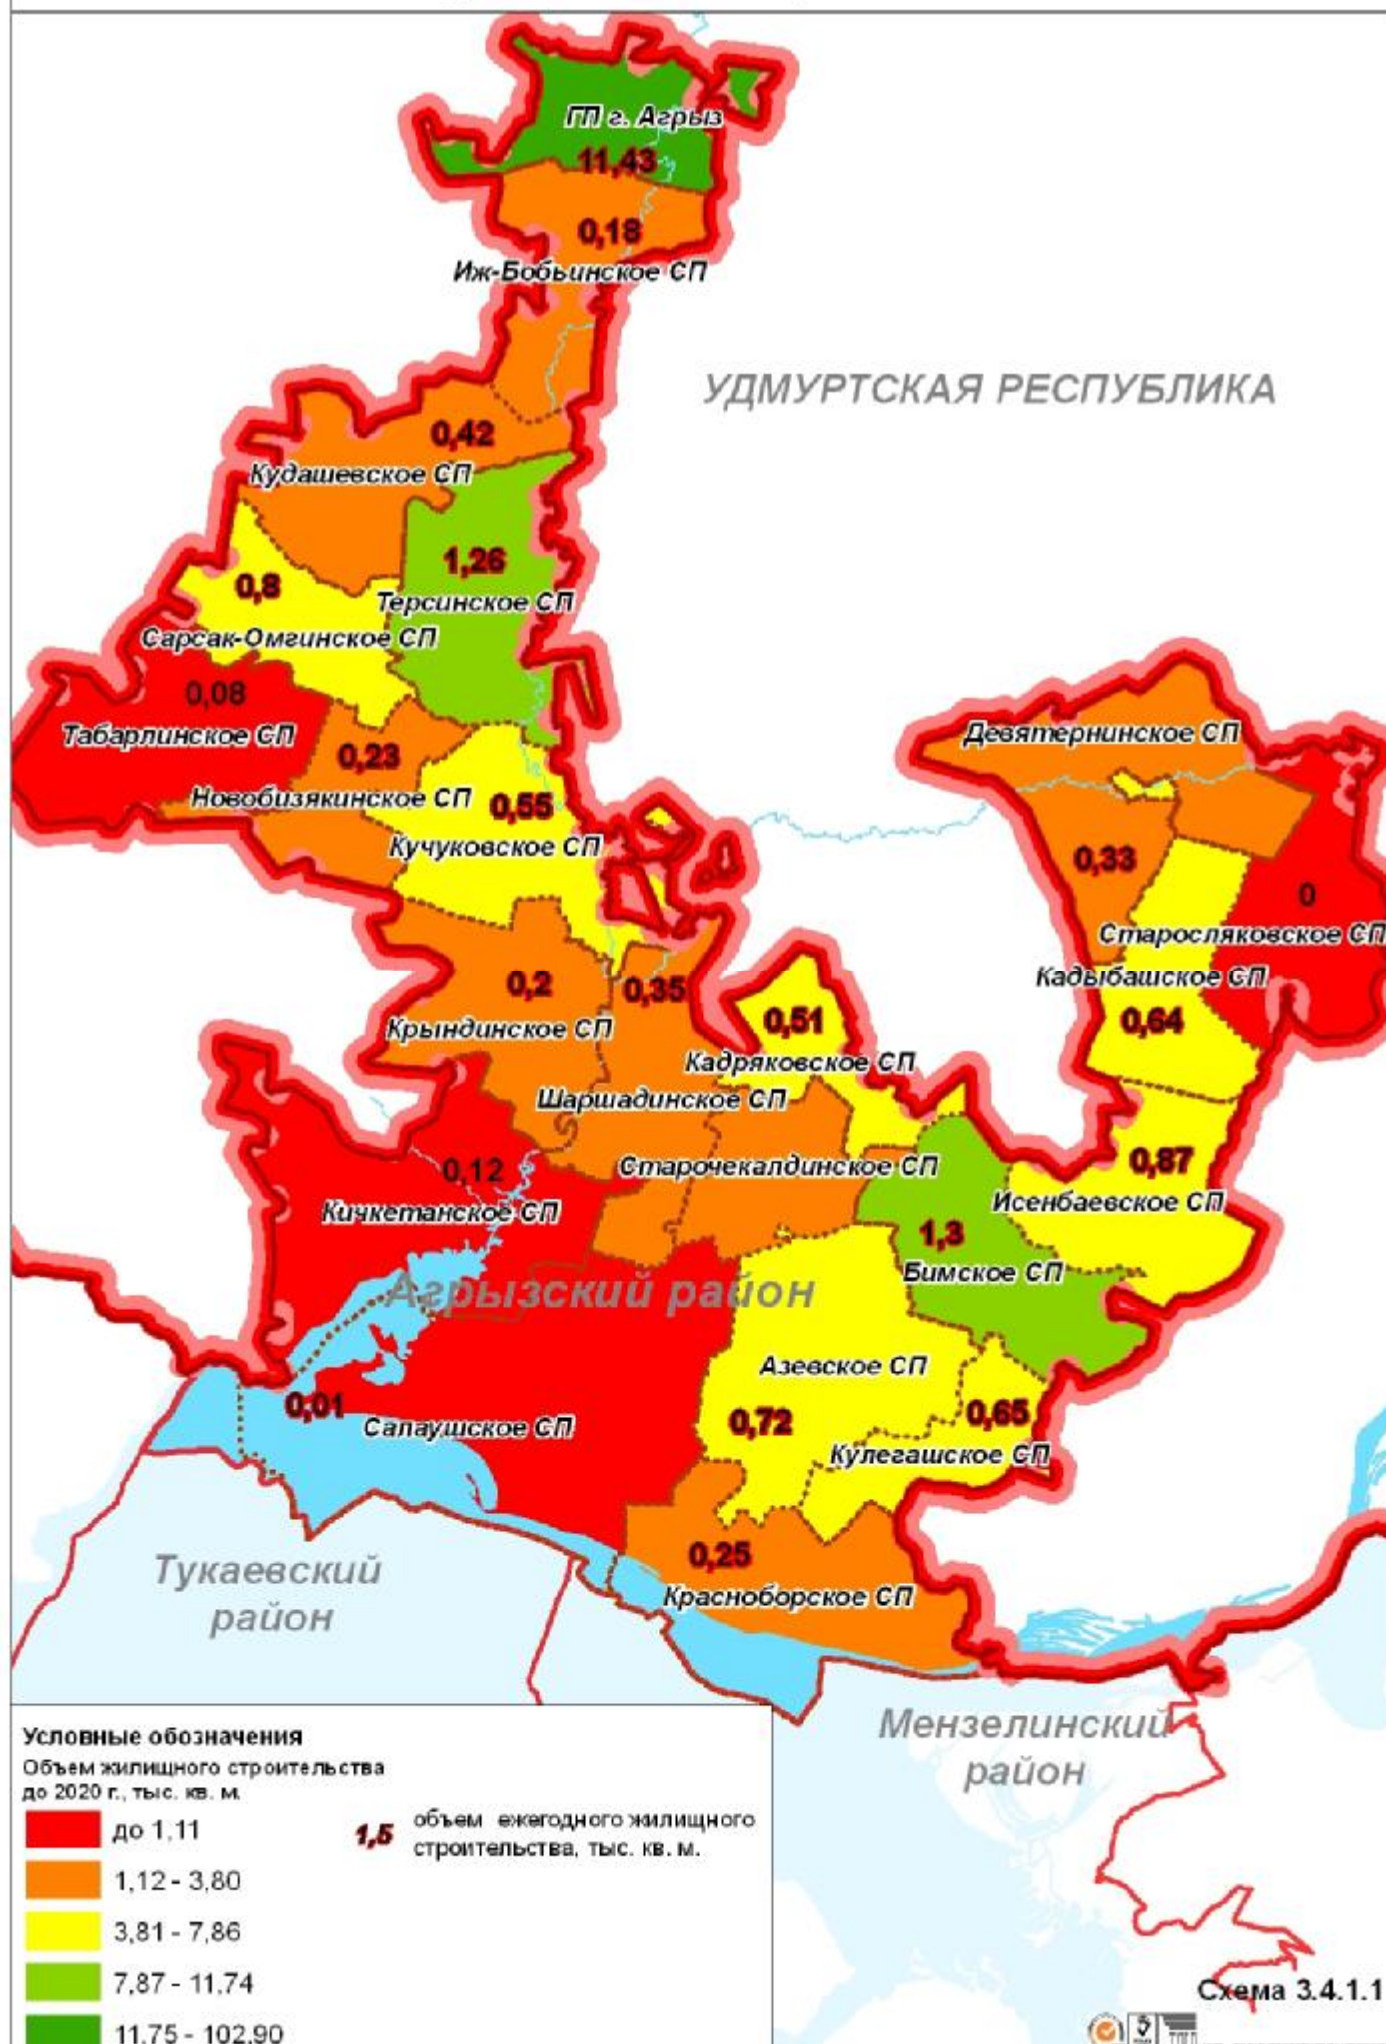 ГП г. Агрыз
11,43
0,18
Иж-Бобьинское СП
УДМУРТСКАЯ РЕСПУБЛИКА
0,42
Кудашевское СП
1,26
0,8
Терсинское СП
Сарсак-Омгинское СП
0,08
Табарлинское СП
Девятернинское СП
0,23
Новобизякинское СП
0,55
Кучуковское СП
0,33
0
Старосляковское СП
Кадыбашское СП
0,2
0,35
0,51
0,64
Крындинское СП
Кадряковское СП
Шаршадинское СП
0,12
Старочекалдинское СП
0,87
Кичкетанское СП
Исенбаевское СП
1,3
Бимское СП
Агрызский район
Азевское СП
0,01
Салаушское СП
0,72
0,65
Кулегашское СП
0,25
Красноборское СП
Тукаевский
район
Мензелинский
район
Условные обозначения
Объем жилищного строительства
до 2020 г., тыс. кв. м.
до 1,11
1,12 - 3,80
3,81 - 7,86
7,87 - 11,74
11,75 - 102,90
1,5
объем ежегодного жилищного
строительства, тыс. кв. м.
Схема 3.4.1.1